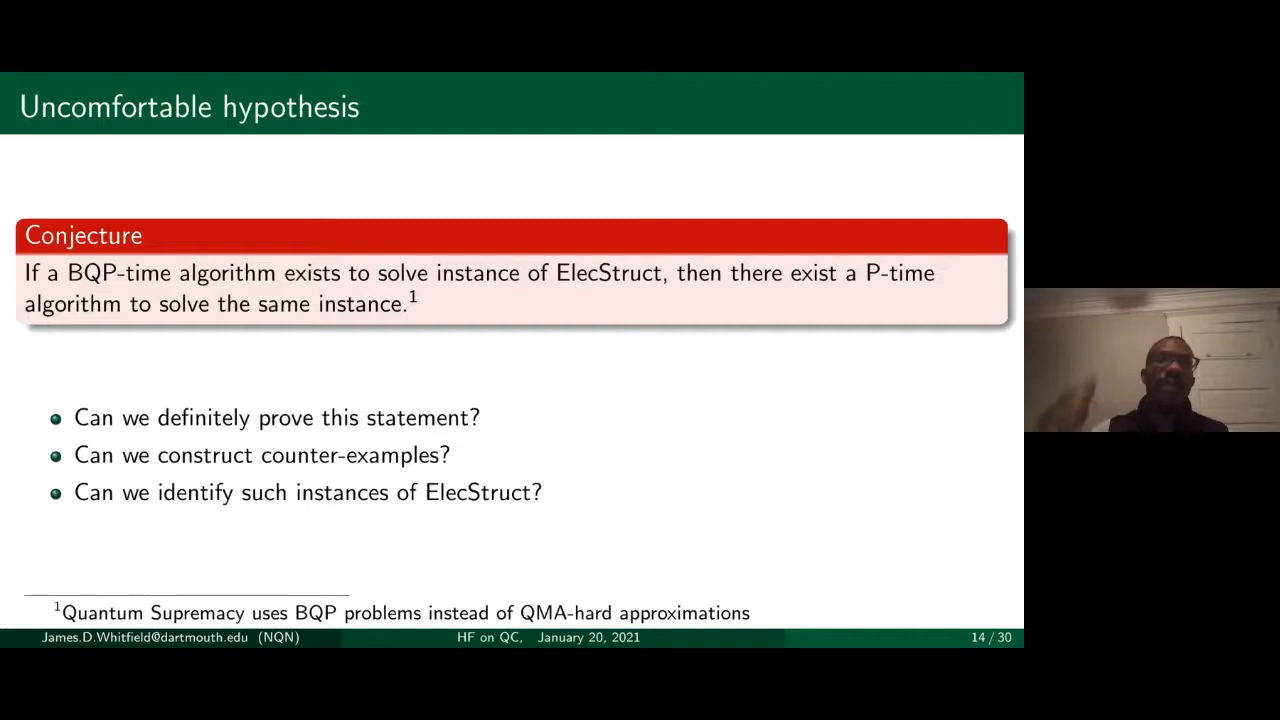 Uncomfortable hypothesis
Conjecture
If a BQP-time algorithm exists to solve instance of ElecStruct, then there exist a P-time
algorithm to solve the same instance.¹
Can we definitely prove this statement?
Can we construct counter-examples?
Can we identify such instances of ElecStruct?
¹Quantum Supremacy uses BQP problems instead of QMA-hard approximations
James.D.Whitfield@dartmouth.edu (NQN) HF on QC, January 20, 2021 14 / 30